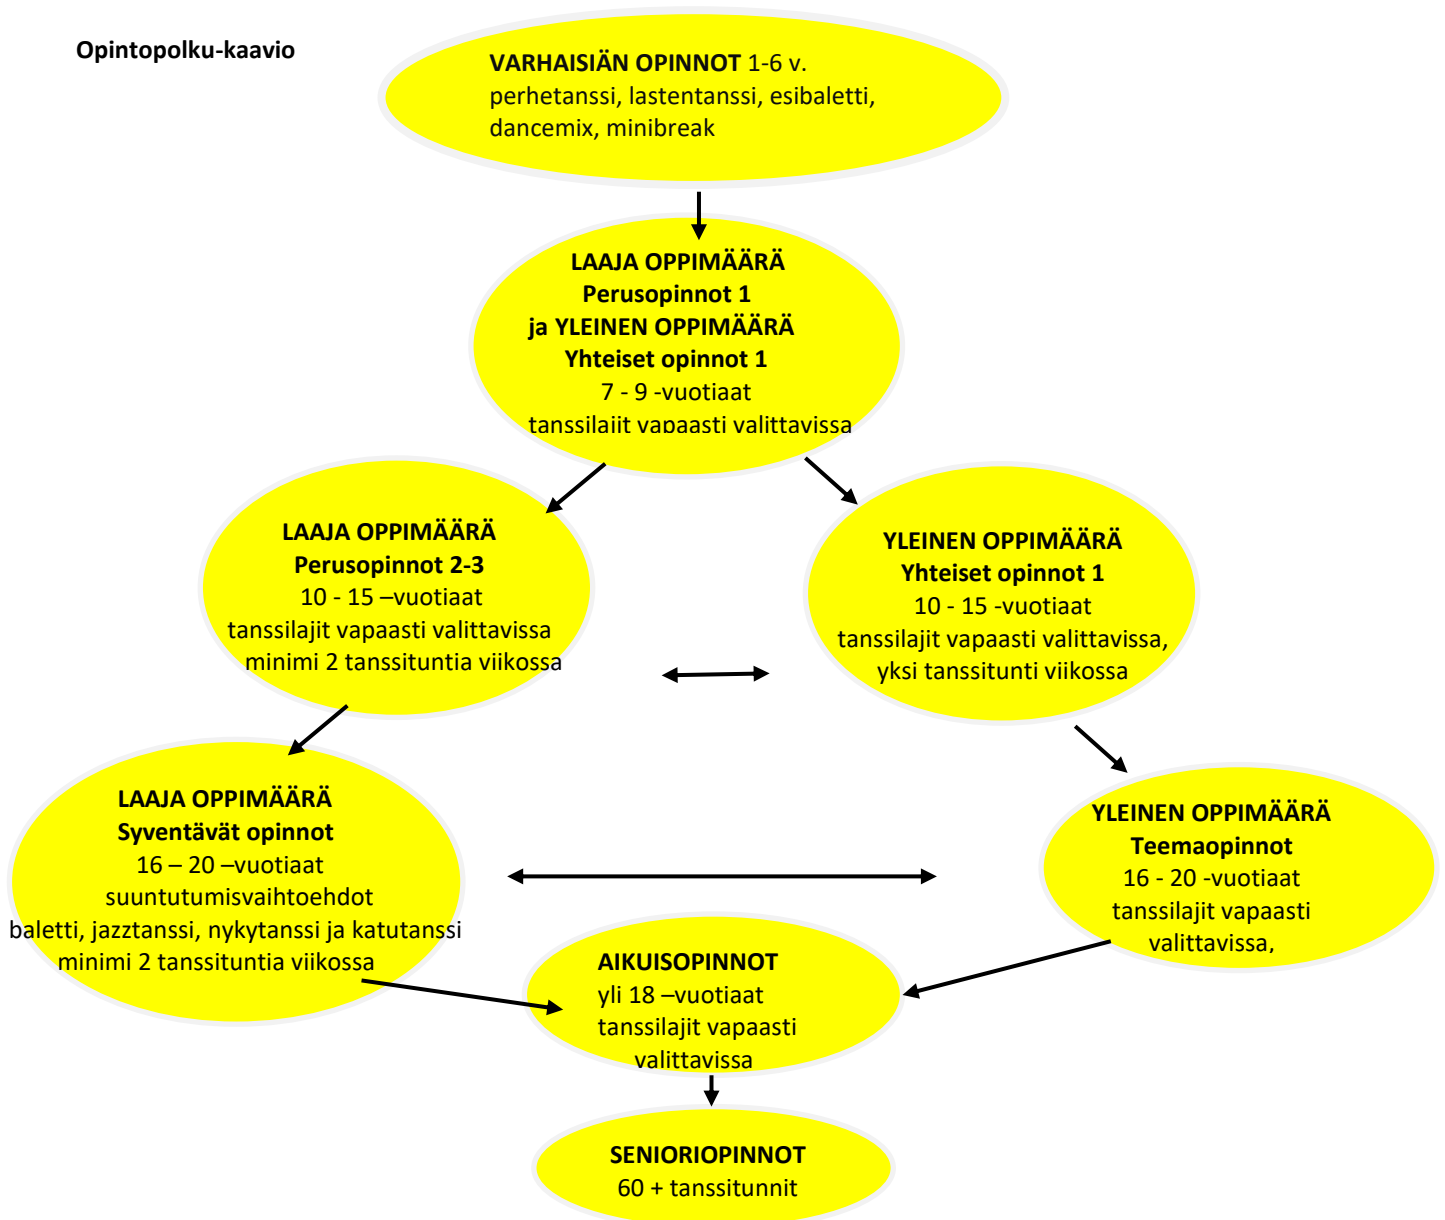 Opintopolku-kaavio
VARHAISIÄN OPINNOT 1-6 v.
perhetanssi, lastentanssi, esibaletti,
dancemix, minibreak
LAAJA OPPIMÄÄRÄ
Perusopinnot 1
ja YLEINEN OPPIMÄÄRÄ
Yhteiset opinnot 1
7 - 9 -vuotiaat
tanssilajit vapaasti valittavissa
LAAJA OPPIMÄÄRÄ
Perusopinnot 2-3
10 - 15 –vuotiaat
tanssilajit vapaasti valittavissa
minimi 2 tanssituntia viikossa
YLEINEN OPPIMÄÄRÄ
Yhteiset opinnot 1
10 - 15 -vuotiaat
tanssilajit vapaasti valittavissa,
yksi tanssitunti viikossa
LAAJA OPPIMÄÄRÄ
Syventävät opinnot
16 – 20 –vuotiaat
suuntutumisvaihtoehdot
baletti, jazztanssi, nykytanssi ja katutanssi
minimi 2 tanssituntia viikossa
YLEINEN OPPIMÄÄRÄ
Teemaopinnot
16 - 20 -vuotiaat
tanssilajit vapaasti
valittavissa,
AIKUISOPINNOT
yli 18 –vuotiaat
tanssilajit vapaasti
valittavissa
SENIORIOPINNOT
60 + tanssitunnit